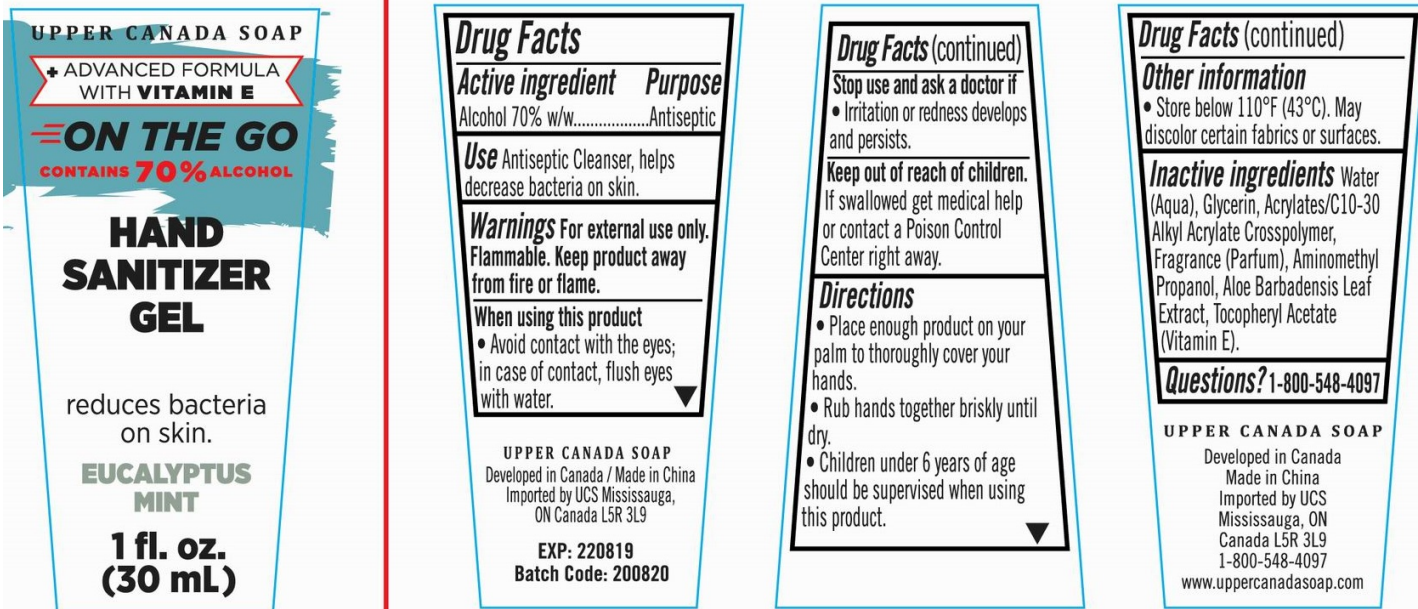 UPPER CANADA SOAP
+ ADVANCED FORMULA
WITH VITAMIN E
ON THE GO
CONTAINS 70% ALCOHOL
HAND
SANITIZER
GEL
reduces bacteria
on skin.
EUCALYPTUS
MINT
1 fl. oz.
(30 mL)
Drug Facts
Active ingredient Purpose
Alcohol 70% w/w...................Antiseptic
Use Antiseptic Cleanser, helps
decrease bacteria on skin.
Warnings For external use only.
Flammable. Keep product away
from fire or flame.
When using this product
• Avoid contact with the eyes;
in case of contact, flush eyes
with water.
UPPER CANADA SOAP
Developed in Canada / Made in China
Imported by UCS Mississauga,
ON Canada L5R 3L9
EXP: 220819
Batch Code: 200820
Drug Facts (continued)
Stop use and ask a doctor if
• Irritation or redness develops
and persists.
Keep out of reach of children.
If swallowed get medical help
or contact a Poison Control
Center right away.
Directions
• Place enough product on your
palm to thoroughly cover your
hands.
• Rub hands together briskly until
dry.
• Children under 6 years of age
should be supervised when using
this product.
Drug Facts (continued)
Other information
• Store below 110°F (43°C). May
discolor certain fabrics or surfaces.
Inactive ingredients Water
(Aqua), Glycerin, Acrylates/C10-30
Alkyl Acrylate Crosspolymer,
Fragrance (Parfum), Aminomethyl
Propanol, Aloe Barbadensis Leaf
Extract, Tocopheryl Acetate
(Vitamin E).
Questions? 1-800-548-4097
UPPER CANADA SOAP
Developed in Canada
Made in China
Imported by UCS
Mississauga, ON
Canada L5R 3L9
1-800-548-4097
www.uppercanadasoap.com